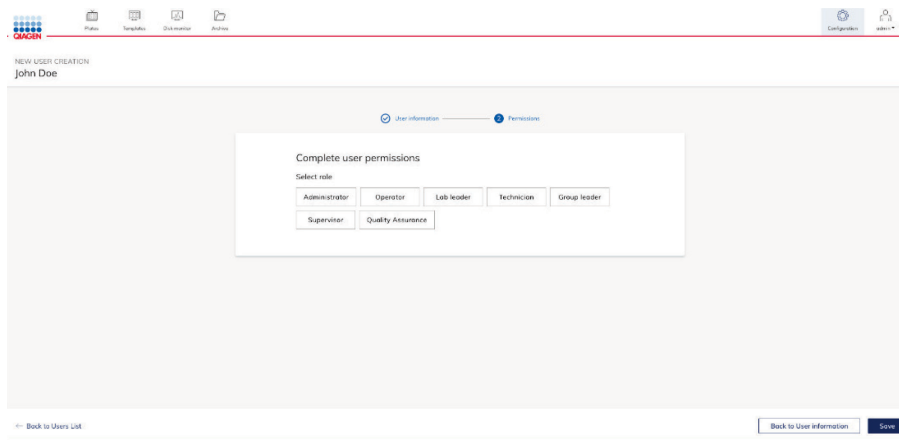 QIAGEN
Plates Templates Disk monitor Archive Configuration admin
NEW USER CREATION
John Doe
User information 2 Permissions
Complete user permissions
Select role
Administrator Operator Lab leader Technician Group leader
Supervisor Quality Assurance
← Back to Users List Back to User information Save